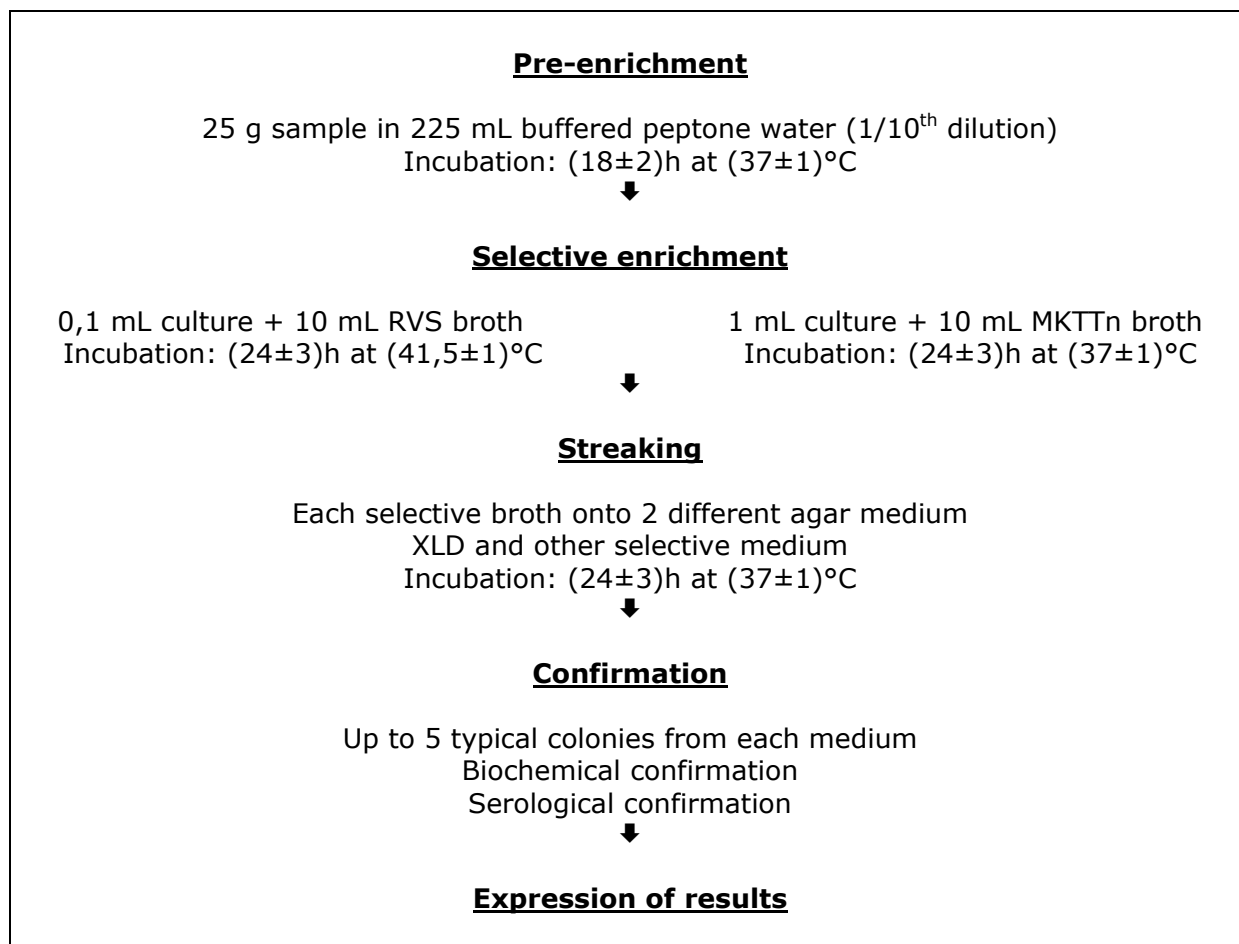 Pre-enrichment
25 g sample in 225 mL buffered peptone water (1/10th dilution)
Incubation: (18±2)h at (37±1)°C
Selective enrichment
0,1 mL culture + 10 mL RVS broth
Incubation: (24±3)h at (41,5±1)°C
1 mL culture + 10 mL MKTTn broth
Incubation: (24±3)h at (37±1)°C
Streaking
Each selective broth onto 2 different agar medium
XLD and other selective medium
Incubation: (24±3)h at (37±1)°C
Confirmation
Up to 5 typical colonies from each medium
Biochemical confirmation
Serological confirmation
Expression of results